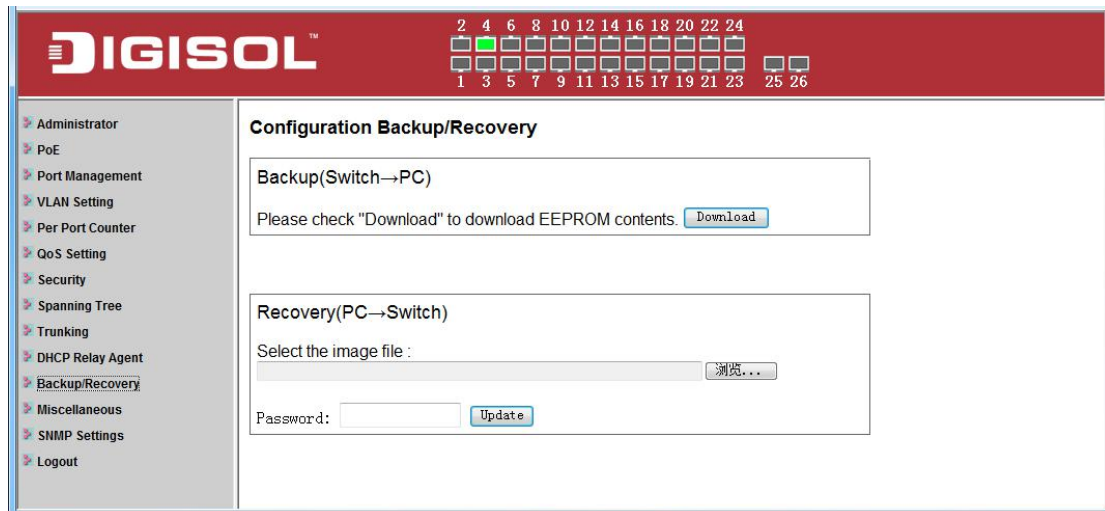 DIGISOL™
2 4 6 8 10 12 14 16 18 20 22 24
1 3 5 7 9 11 13 15 17 19 21 23 25 26
Administrator
PoE
Port Management
VLAN Setting
Per Port Counter
QoS Setting
Security
Spanning Tree
Trunking
DHCP Relay Agent
Backup/Recovery
Miscellaneous
SNMP Settings
Logout
Configuration Backup/Recovery
Backup(Switch→PC)
Please check "Download" to download EEPROM contents. Download
Recovery(PC→Switch)
Select the image file :
浏览...
Password: Update